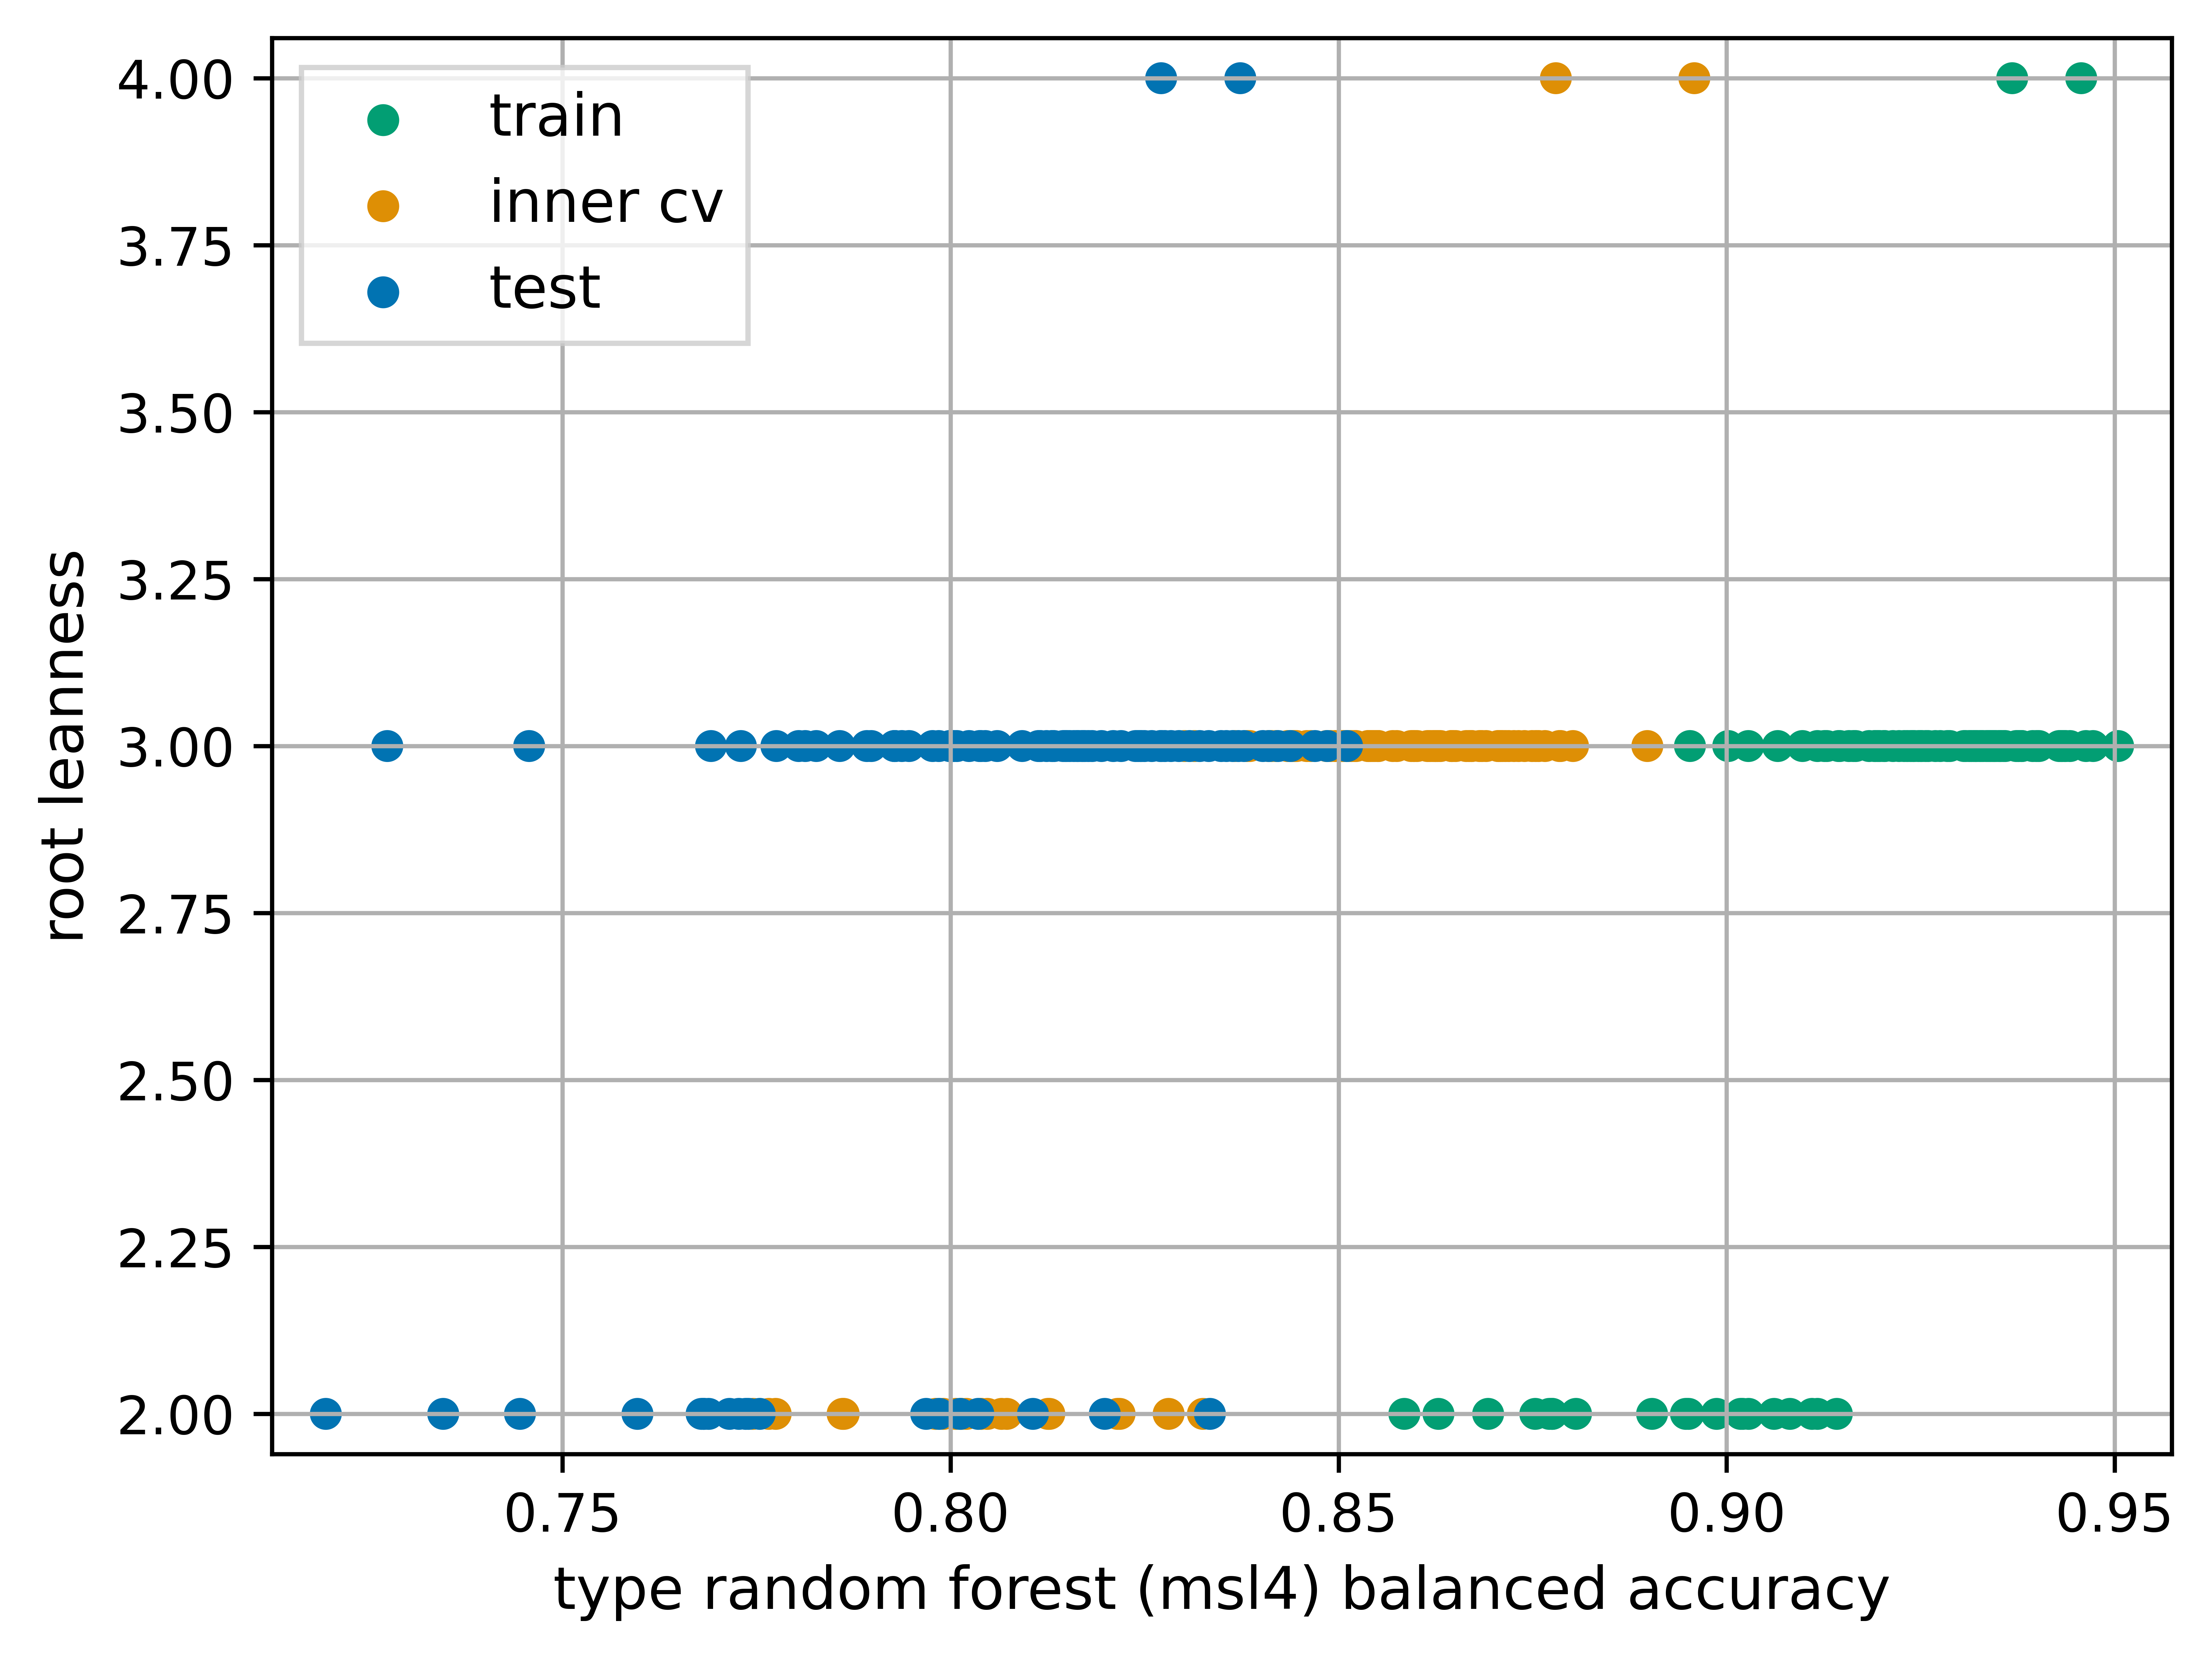 train
inner cv
test
root leanness
4.00
3.75
3.50
3.25
3.00
2.75
2.50
2.25
2.00
0.75 0.80 0.85 0.90 0.95
type random forest (msl4) balanced accuracy